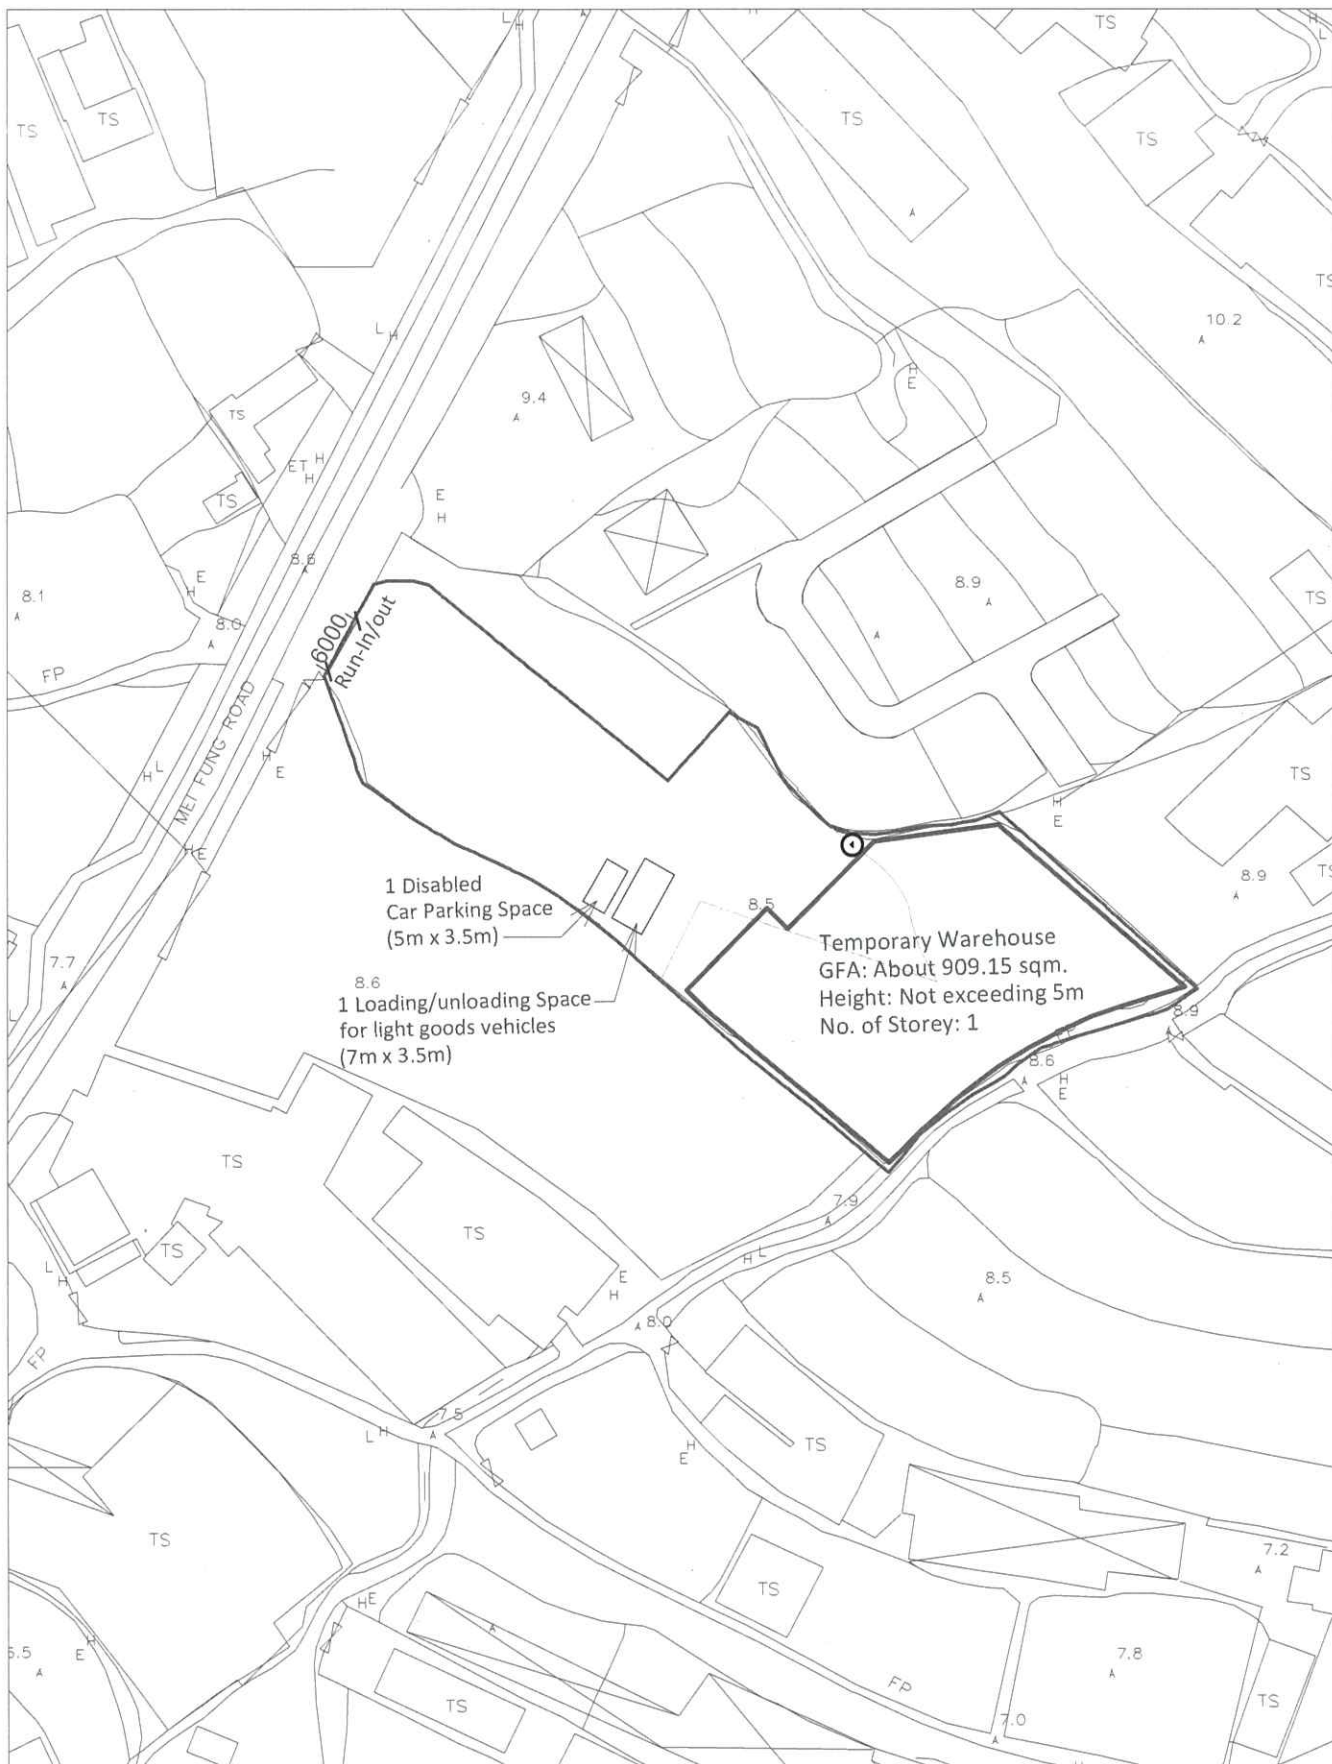 L
H
H
L
TS
TS
TS
TS
TS
TS
10.2
L H
9.4
TS
H
E
ET H
H
TS
E
H
8.6
8.1
E
H
8.9
TS
8.0
6000
Run-In/out
FP
MEI FUNG ROAD
H L
H
E
TS
H
E
HE
8.9
TS
1 Disabled
Car Parking Space
(5m x 3.5m)
8.5
Temporary Warehouse
GFA: About 909.15 sqm.
Height: Not exceeding 5m
No. of Storey: 1
7.7
8.6
1 Loading/unloading Space
for light goods vehicles
(7m x 3.5m)
L
8.9
8.6
H
E
TS
7.9
TS
TS
L
H
H L
E
H
8.5
8.0
FP
7.5
L H
H
E
TS
TS
7.2
TS
HE
H
E
7.8
FP
TS
TS
7.0
H